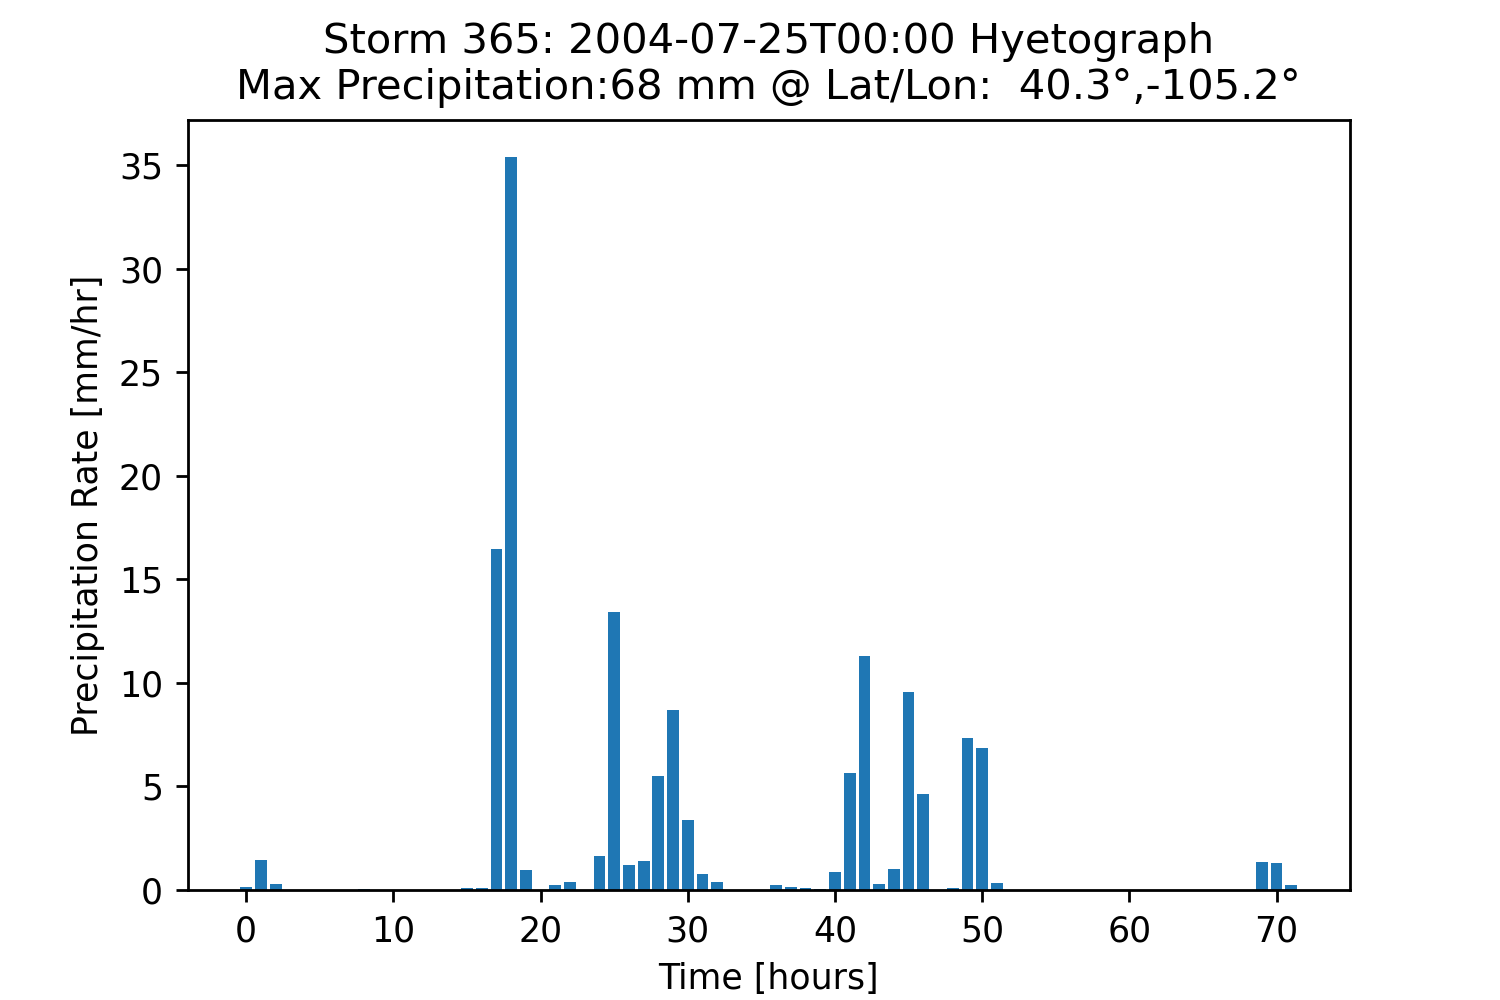 Storm 365: 2004-07-25T00:00 Hyetograph
Max Precipitation:68 mm @ Lat/Lon:  40.3°,-105.2°
35
30
25
20
15
10
5
0
Precipitation Rate [mm/hr]
0 10 20 30 40 50 60 70
Time [hours]